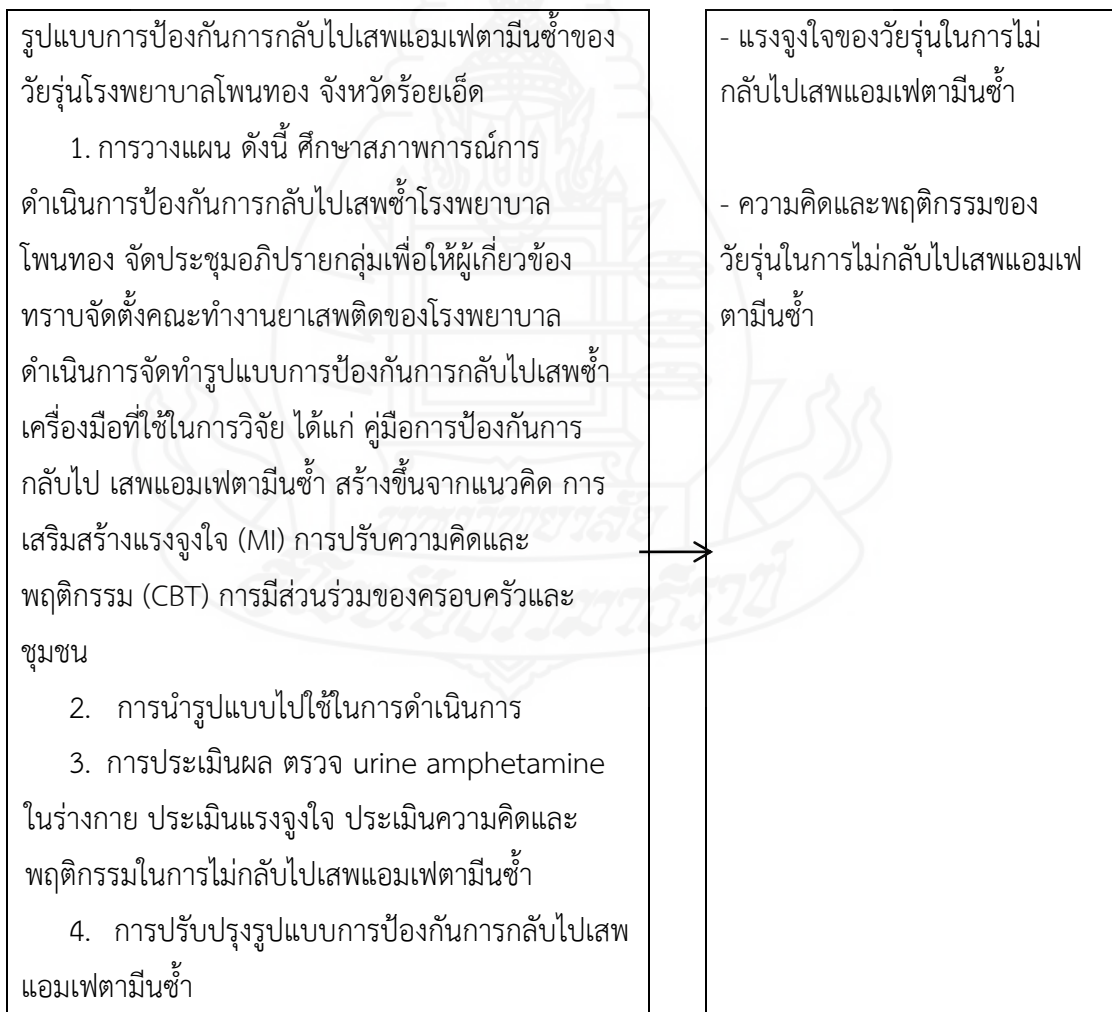 รูปแบบการป้องกันการกลับไปเสพแอมเฟตามีนซ้ำของ
วัยรุ่นโรงพยาบาลโพนทอง จังหวัดร้อยเอ็ด
1. การวางแผน ดังนี้ ศึกษาสภาพการณ์การ
ดำเนินการป้องกันการกลับไปเสพซ้ำโรงพยาบาล
โพนทอง จัดประชุมอภิปรายกลุ่มเพื่อให้ผู้เกี่ยวข้อง
ทราบจัดตั้งคณะทำงานยาเสพติดของโรงพยาบาล
ดำเนินการจัดทำรูปแบบการป้องกันการกลับไปเสพซ้ำ
เครื่องมือที่ใช้ในการวิจัย ได้แก่ คู่มือการป้องกันการ
กลับไป เสพแอมเฟตามีนซ้ำ สร้างขึ้นจากแนวคิด การ
เสริมสร้างแรงจูงใจ (MI) การปรับความคิดและ
พฤติกรรม (CBT) การมีส่วนร่วมของครอบครัวและ
ชุมชน
2. การนำรูปแบบไปใช้ในการดำเนินการ
3. การประเมินผล ตรวจ urine amphetamine
ในร่างกาย ประเมินแรงจูงใจ ประเมินความคิดและ
พฤติกรรมในการไม่กลับไปเสพแอมเฟตามีนซ้ำ
4. การปรับปรุงรูปแบบการป้องกันการกลับไปเสพ
แอมเฟตามีนซ้ำ
- แรงจูงใจของวัยรุ่นในการไม่
กลับไปเสพแอมเฟตามีนซ้ำ
- ความคิดและพฤติกรรมของ
วัยรุ่นในการไม่กลับไปเสพแอมเฟ
ตามีนซ้ำ